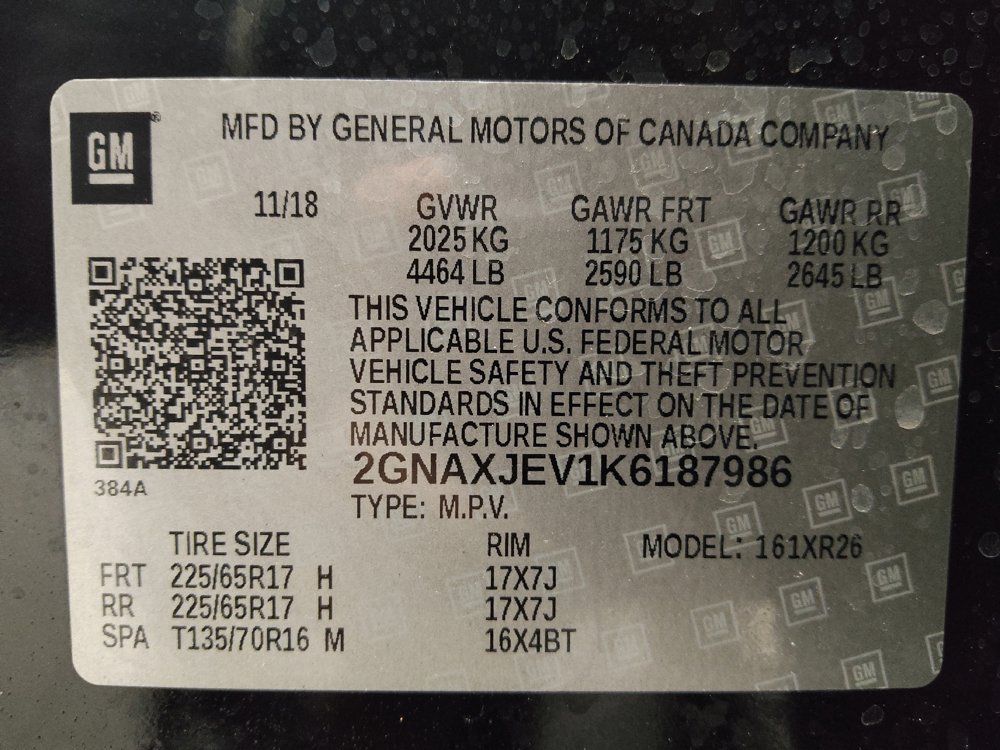 GM
MFD BY GENERAL MOTORS OF CANADA COMPANY
11/18 GVWR GAWR FRT GAWR RR
2025 KG 1175 KG 1200 KG
4464 LB 2590 LB 2645 LB
THIS VEHICLE CONFORMS TO ALL
APPLICABLE U.S. FEDERAL MOTOR
VEHICLE SAFETY AND THEFT PREVENTION
STANDARDS IN EFFECT ON THE DATE OF
MANUFACTURE SHOWN ABOVE.
2GNAXJEV1K6187986
384A
TYPE: M.P.V.
TIRE SIZE RIM MODEL: 161XR26
FRT 225/65R17 H 17X7J
RR 225/65R17 H 17X7J
SPA T135/70R16 M 16X4BT